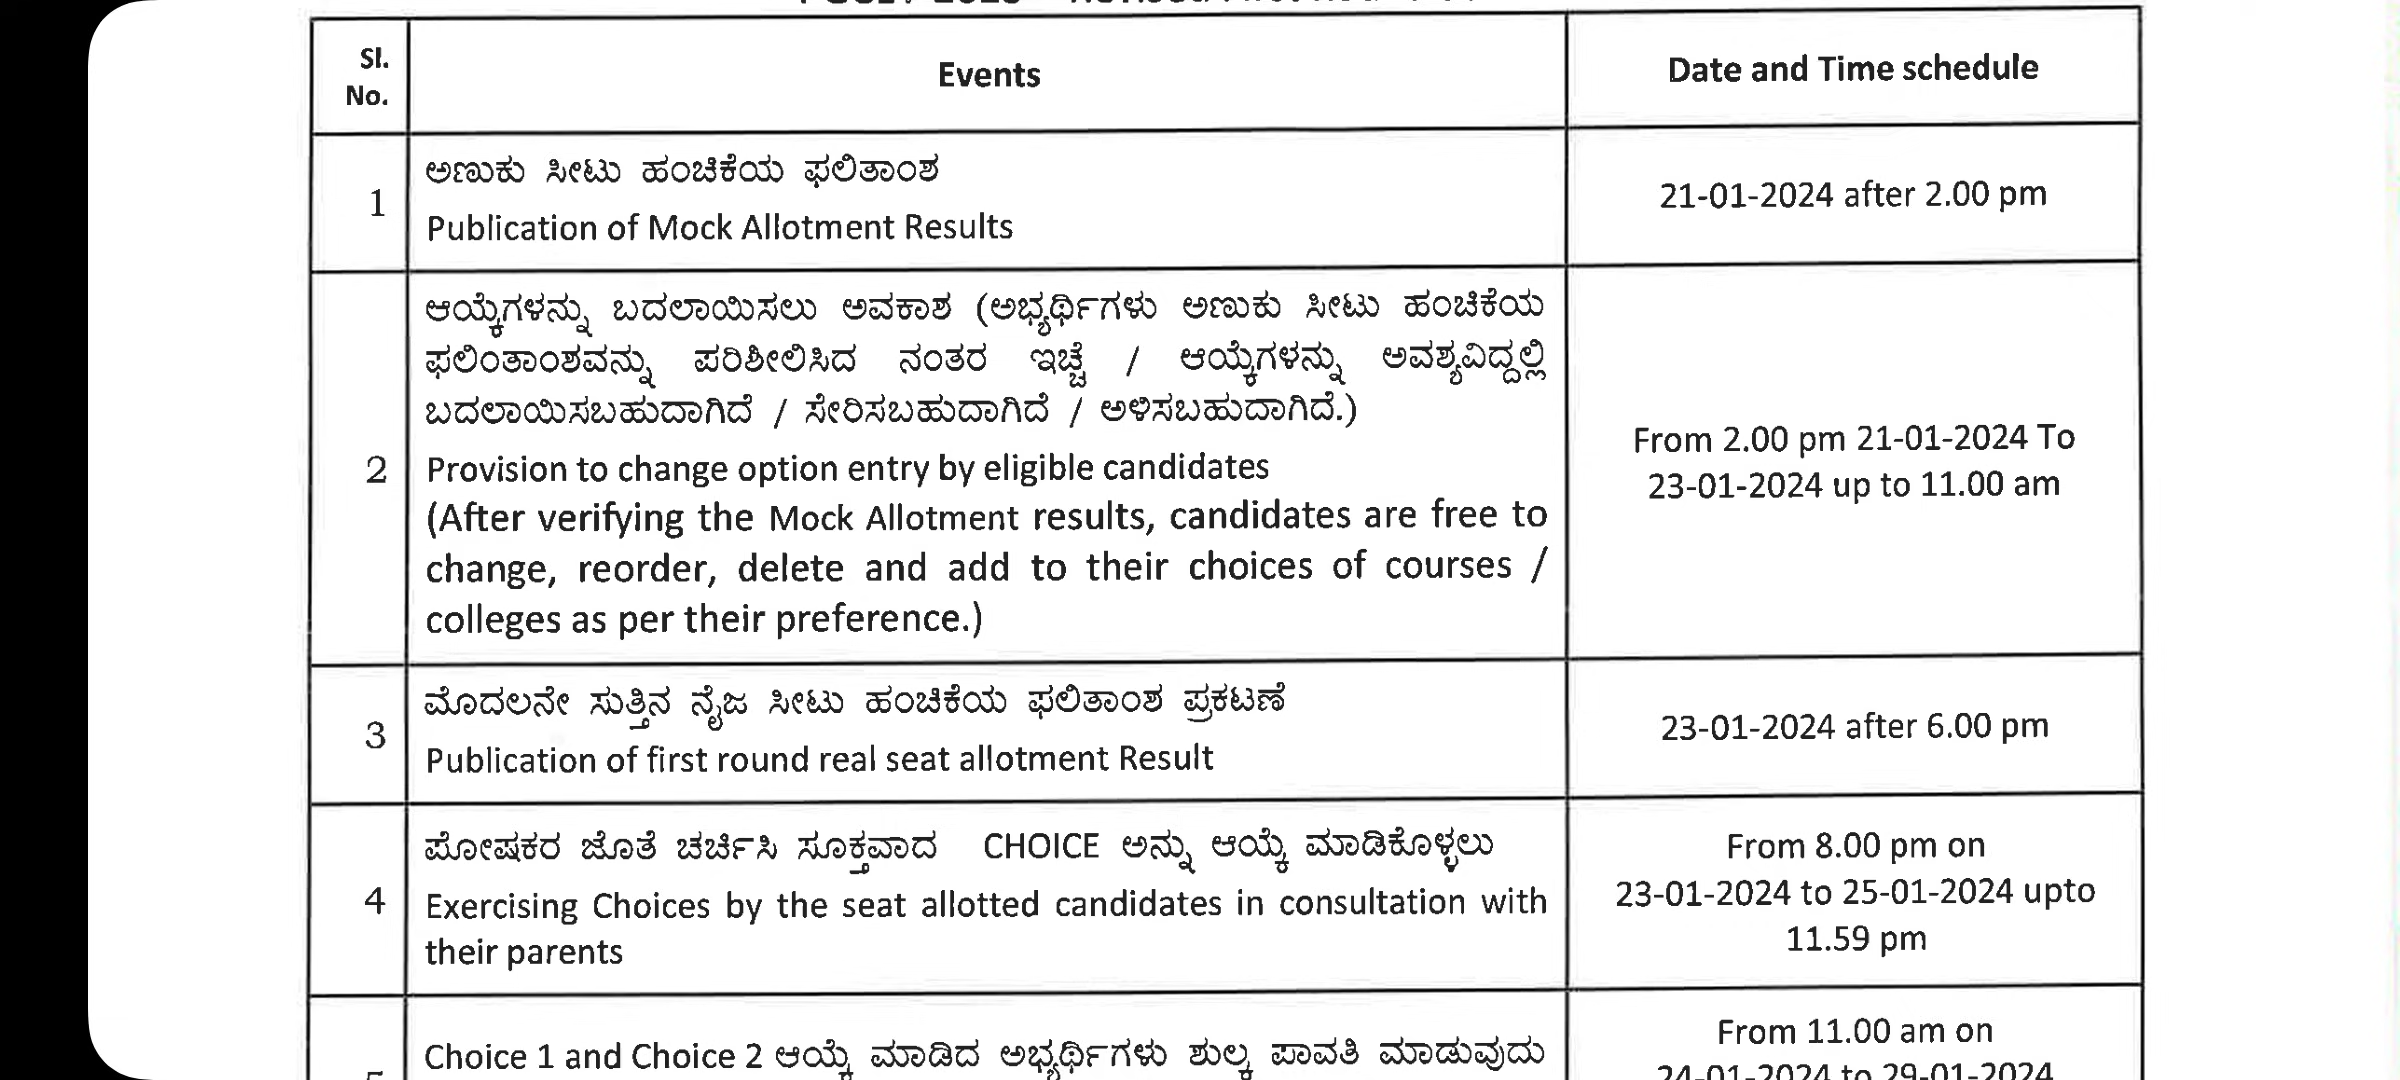 Sl.
No.
Events
Date and Time schedule
1
ಅಣುಕು ಸೀಟು ಹಂಚಿಕೆಯ ಫಲಿತಾಂಶ
Publication of Mock Allotment Results
21-01-2024 after 2.00 pm
2
ಆಯ್ಕೆಗಳನ್ನು ಬದಲಾಯಿಸಲು ಅವಕಾಶ (ಅಭ್ಯರ್ಥಿಗಳು ಅಣುಕು ಸೀಟು ಹಂಚಿಕೆಯ
ಫಲಿಂತಾಂಶವನ್ನು ಪರಿಶೀಲಿಸಿದ ನಂತರ ಇಚ್ಛೆ / ಆಯ್ಕೆಗಳನ್ನು ಅವಶ್ಯವಿದ್ದಲ್ಲಿ
ಬದಲಾಯಿಸಬಹುದಾಗಿದೆ / ಸೇರಿಸಬಹುದಾಗಿದೆ / ಅಳಿಸಬಹುದಾಗಿದೆ.)
Provision to change option entry by eligible candidates
(After verifying the Mock Allotment results, candidates are free to
change, reorder, delete and add to their choices of courses /
colleges as per their preference.)
From 2.00 pm 21-01-2024 To
23-01-2024 up to 11.00 am
3
ಮೊದಲನೇ ಸುತ್ತಿನ ನೈಜ ಸೀಟು ಹಂಚಿಕೆಯ ಫಲಿತಾಂಶ ಪ್ರಕಟಣೆ
Publication of first round real seat allotment Result
23-01-2024 after 6.00 pm
4
ಪೋಷಕರ ಜೊತೆ ಚರ್ಚಿಸಿ ಸೂಕ್ತವಾದ CHOICE ಅನ್ನು ಆಯ್ಕೆ ಮಾಡಿಕೊಳ್ಳಲು
Exercising Choices by the seat allotted candidates in consultation with
their parents
From 8.00 pm on
23-01-2024 to 25-01-2024 upto
11.59 pm
Choice 1 and Choice 2 ಆಯ್ಕೆ ಮಾಡಿದ ಅಭ್ಯರ್ಥಿಗಳು ಶುಲ್ಕ ಪಾವತಿ ಮಾಡುವುದು
From 11.00 am on
24-01-2024 to 29-01-2024